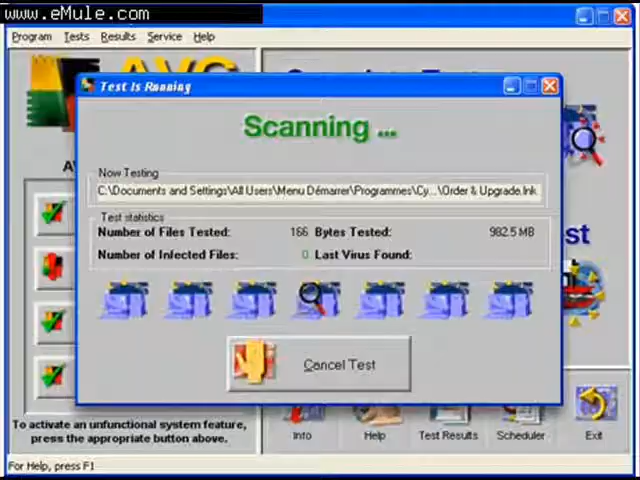 www.eMule.com
Program Tests Results Service Help
AVG
Test Is Running
Scanning ...
Now Testing
C:\Documents and Settings\All Users\Menu Démarrer\Programmes\Cy...\Order & Upgrade.lnk
Test statistics
Number of Files Tested: 166 Bytes Tested: 982.5 MB
Number of Infected Files: 0 Last Virus Found:
Cancel Test
To activate an unfunctional system feature,
press the appropriate button above.
Info Help Test Results Scheduler Exit
For Help, press F1